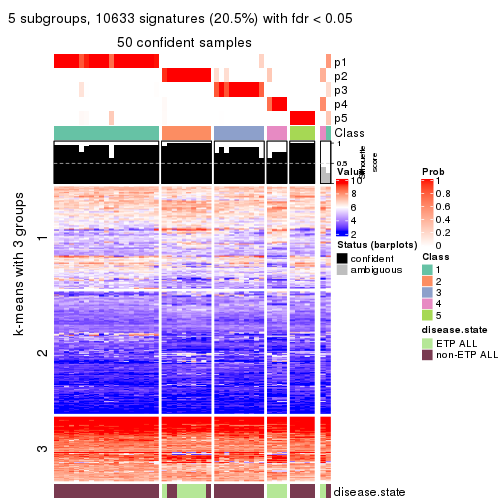 5 subgroups, 10633 signatures (20.5%) with fdr < 0.05
50 confident samples
p1
p2
p3
p4
p5
Class
1
0.5
silhouette
score
Value
10
8
6
4
2
Prob
1
0.8
0.6
0.4
0.2
0
Status (barplots)
confident
ambiguous
Class
1
2
3
4
5
disease.state
ETP ALL
non-ETP ALL
k-means with 3 groups
1
2
3
disease.state